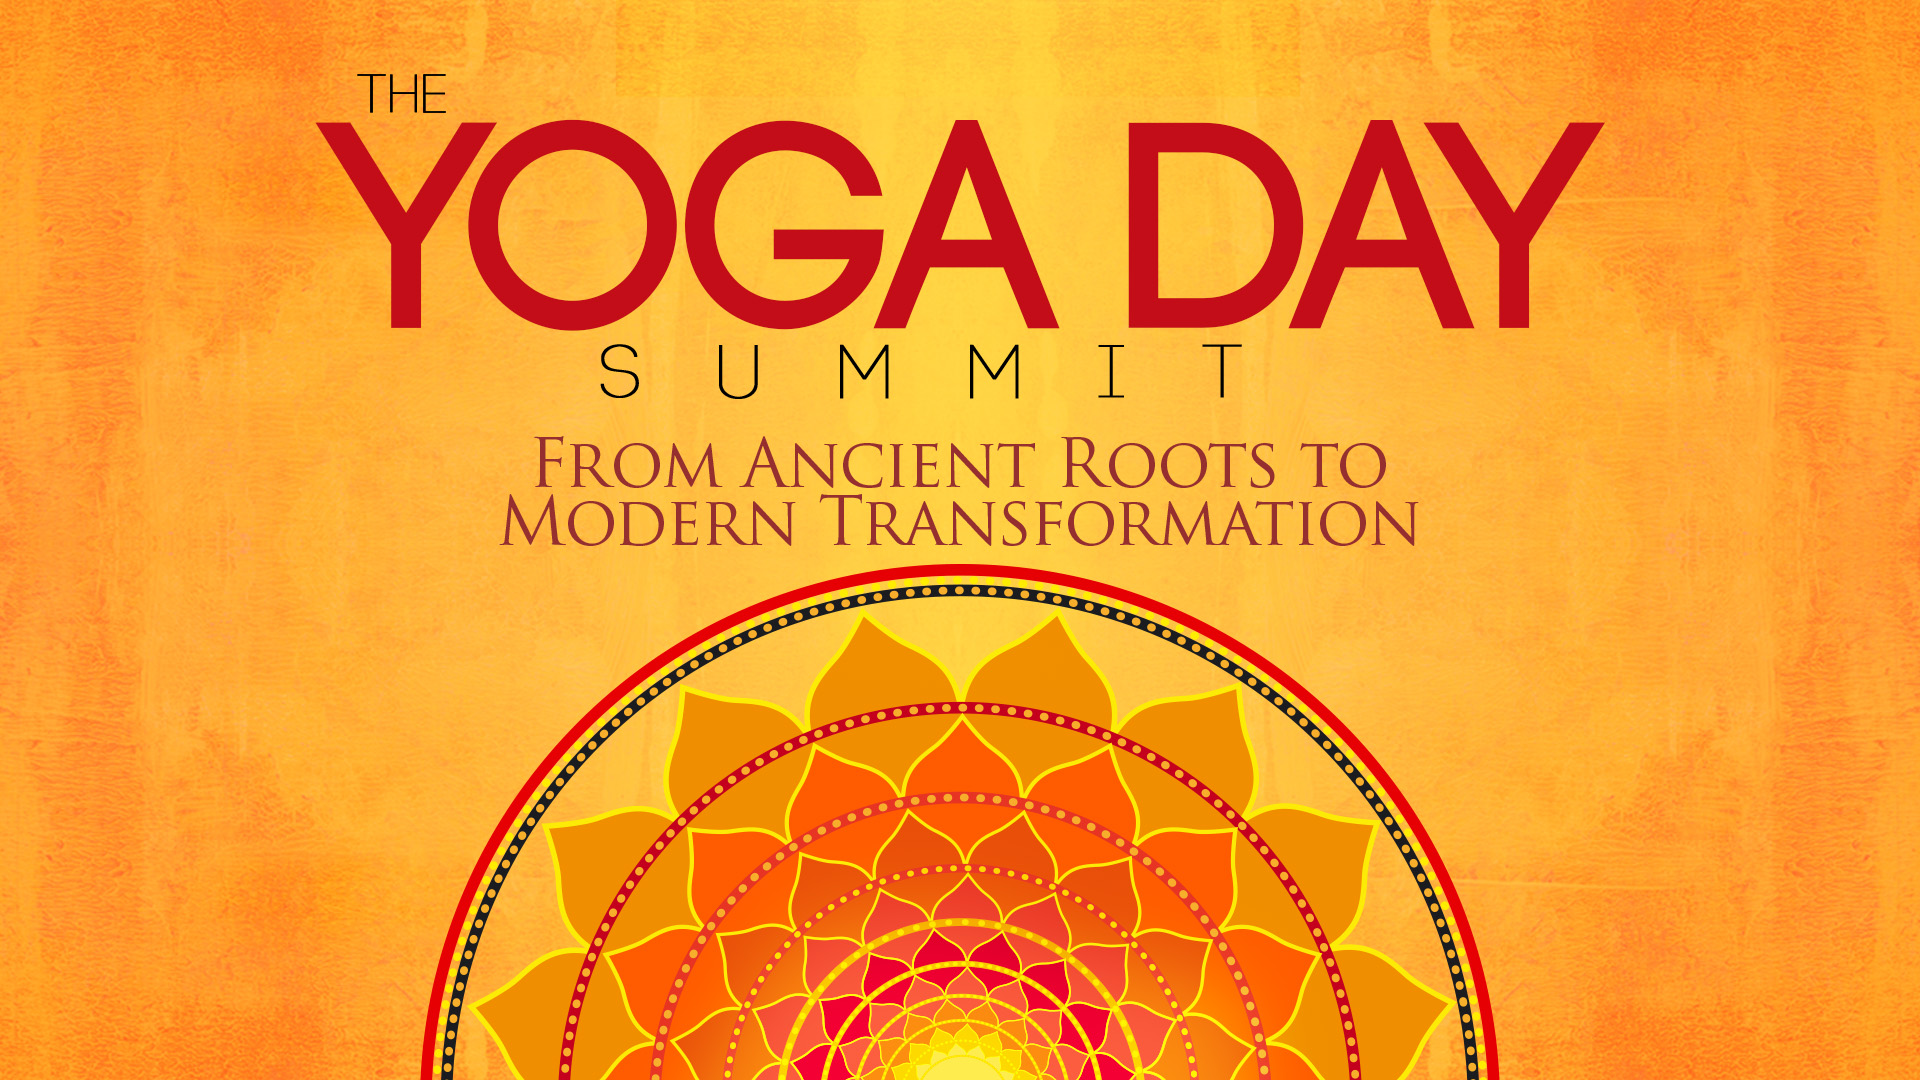 THE
YOGA DAY
SUMMIT
FROM ANCIENT ROOTS TO
MODERN TRANSFORMATION